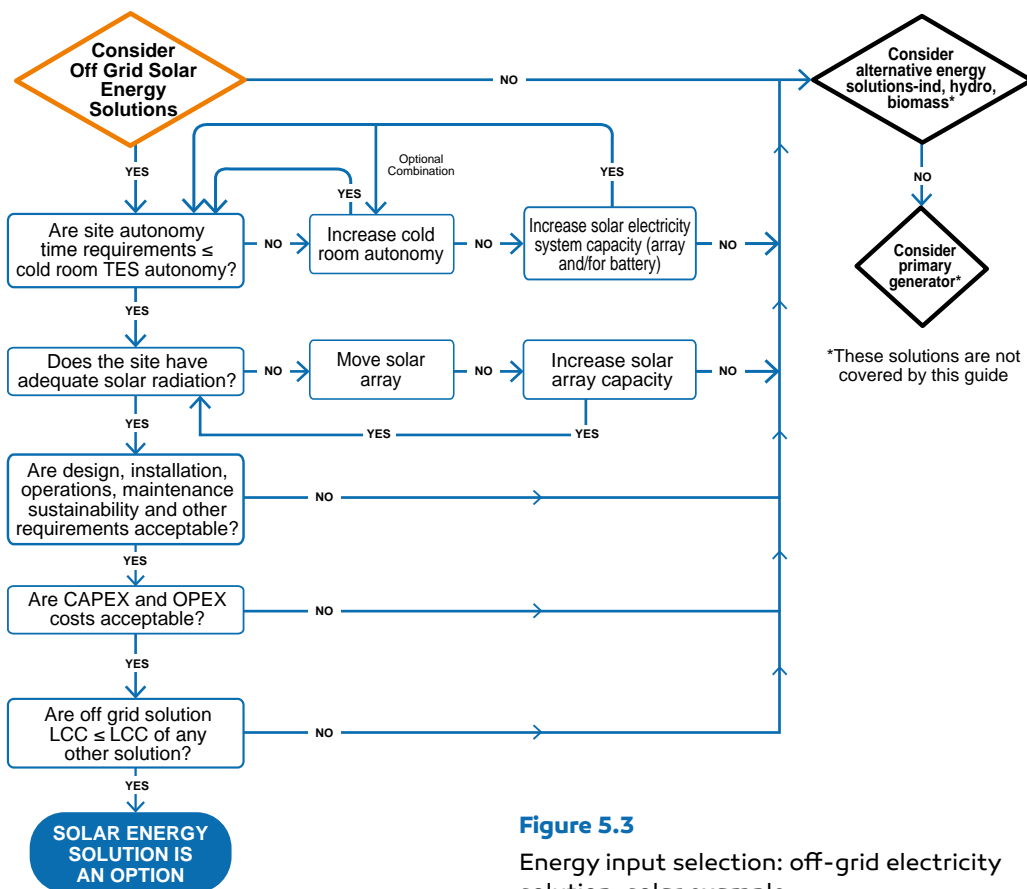 Consider
Off Grid Solar
Energy
Solutions
NO
Consider
alternative energy
solutions-ind, hydro,
biomass*
YES
Optional
Combination
YES
YES
NO
Are site autonomy
time requirements ≤
cold room TES autonomy?
NO
Increase cold
room autonomy
NO
Increase solar electricity
system capacity (array
and/for battery)
NO
Consider
primary
generator*
YES
Does the site have
adequate solar radiation?
NO
Move solar
array
NO
Increase solar
array capacity
NO
*These solutions are not
covered by this guide
YES
YES
YES
Are design, installation,
operations, maintenance
sustainability and other
requirements acceptable?
NO
YES
Are CAPEX and OPEX
costs acceptable?
NO
YES
Are off grid solution
LCC ≤ LCC of any
other solution?
NO
YES
SOLAR ENERGY
SOLUTION IS
AN OPTION
Figure 5.3
Energy input selection: off-grid electricity